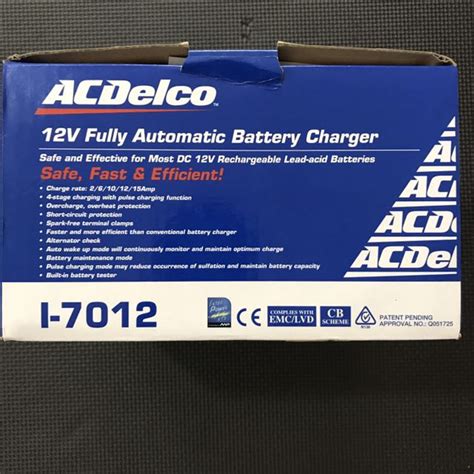 ACDelco™
12V Fully Automatic Battery Charger
Safe and Effective for Most DC 12V Rechargeable Lead-acid Batteries
Safe, Fast & Efficient!
• Charge rate: 2/6/10/12/15Amp
• 4-stage charging with pulse charging function
• Overcharge, overheat protection
• Short-circuit protection
• Spark-free terminal clamps
• Faster and more efficient than conventional battery charger
• Alternator check
• Auto wake up mode will continuously monitor and maintain optimum charge
• Battery maintenance mode
• Pulse charging mode may reduce occurrence of sulfation and maintain battery capacity
• Built-in battery tester
AC
ACD
ACDe
ACDel
I-7012
CE
COMPLIES WITH
EMC/LVD
CB
SCHEME
PATENT PENDING
APPROVAL NO.: Q051725